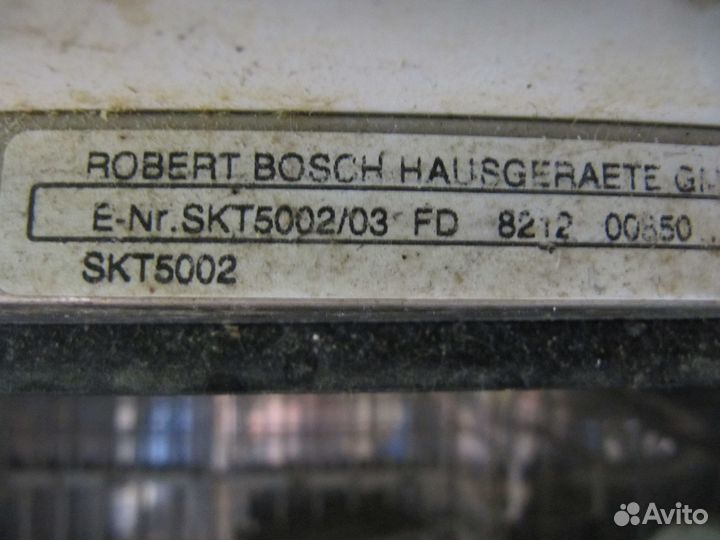 ROBERT BOSCH HAUSGERAETE
E-Nr.SKT5002/03 FD 8212 00850
SKT5002
Avito